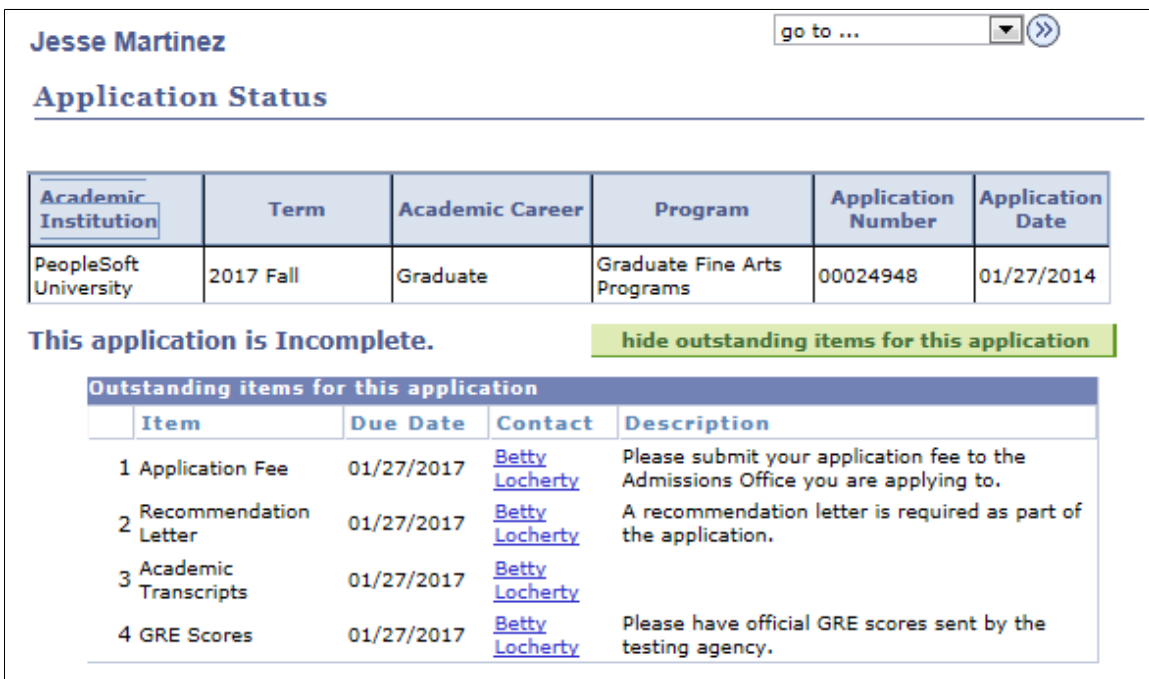 Jesse Martinez
go to ...
Application Status
Academic Institution Term Academic Career Program Application Number Application Date
PeopleSoft University 2017 Fall Graduate Graduate Fine Arts Programs 00024948 01/27/2014
This application is Incomplete.
hide outstanding items for this application
Outstanding items for this application
Item Due Date Contact Description
1 Application Fee 01/27/2017 Betty Locherty Please submit your application fee to the Admissions Office you are applying to.
2 Recommendation Letter 01/27/2017 Betty Locherty A recommendation letter is required as part of the application.
3 Academic Transcripts 01/27/2017 Betty Locherty
4 GRE Scores 01/27/2017 Betty Locherty Please have official GRE scores sent by the testing agency.